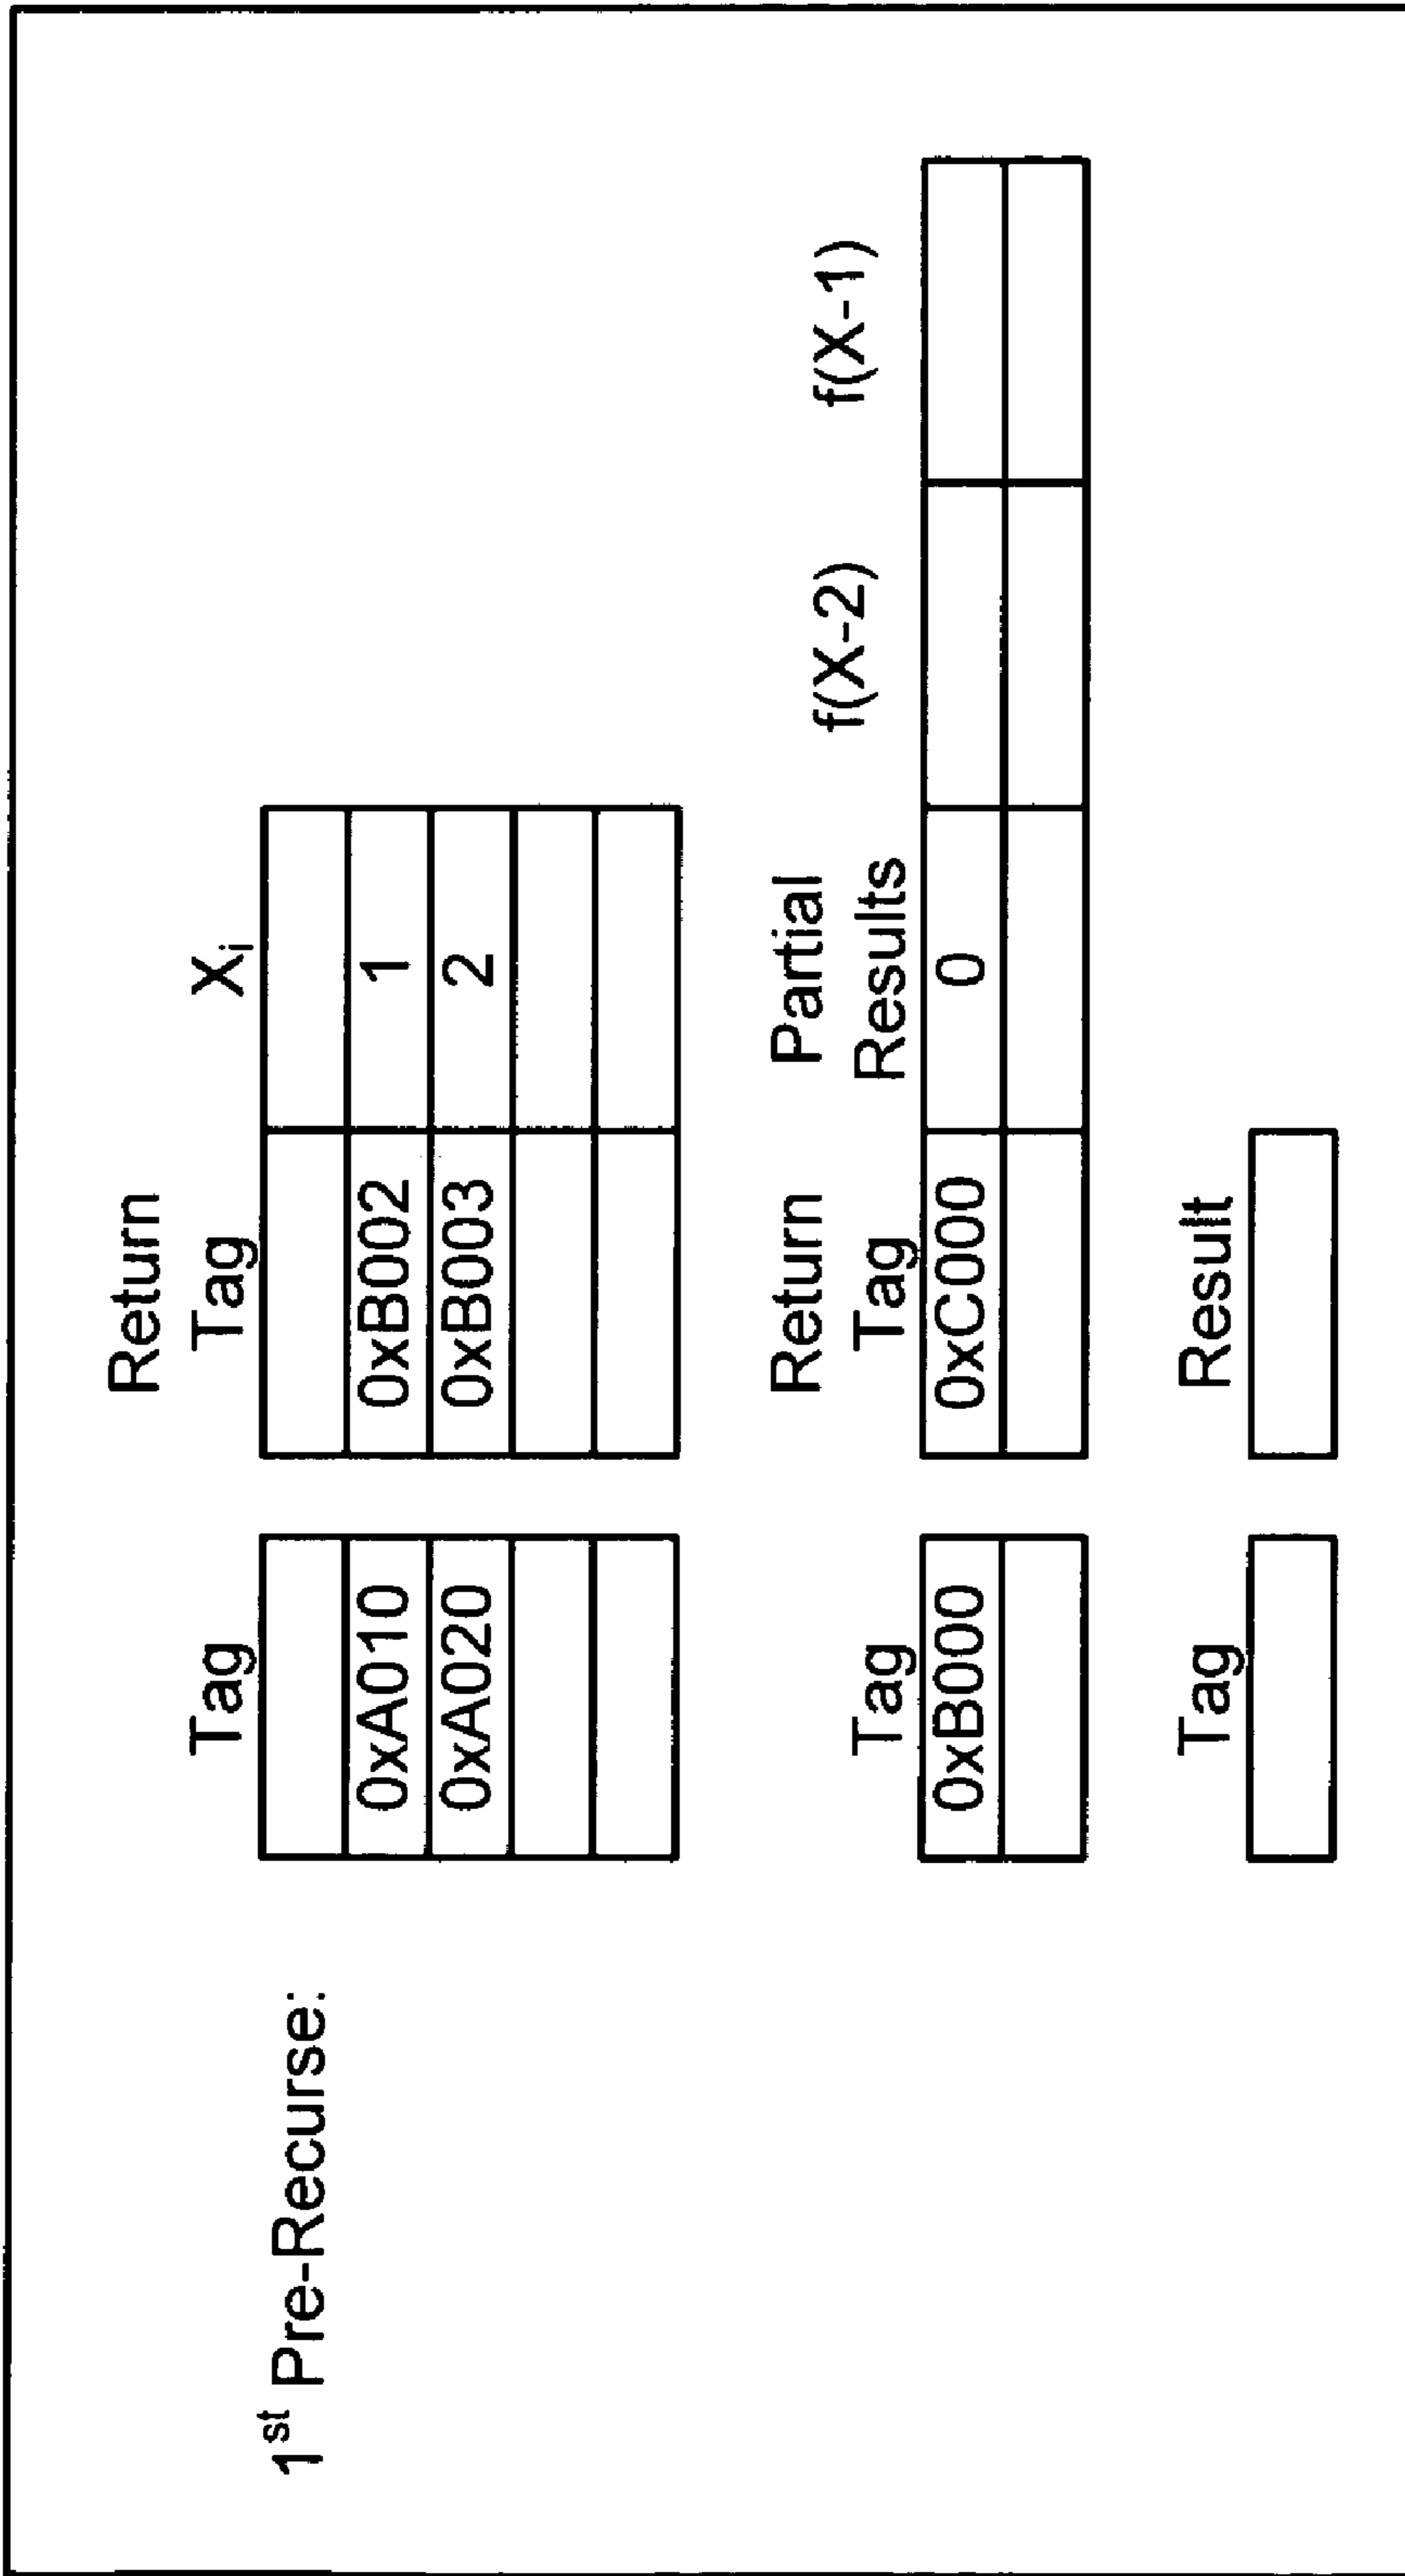 Return
Tag Tag Xi
1st Pre-Recurse:
0xA010 0xB002 1
0xA020 0xB003 2
Return Partial
Tag Tag Results f(X-2) f(X-1)
0xB000 0xC000 0
Tag Result